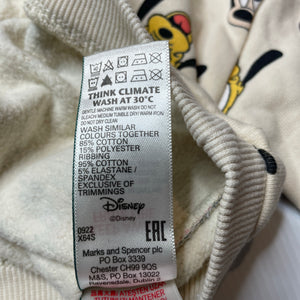 THINK CLIMATE
WASH AT 30°C
GENTLE MACHINE WARM WASH DO NOT
BLEACH MEDIUM TUMBLE DRY WARM IRON
DO NOT DRY CLEAN
WASH SIMILAR
COLOURS TOGETHER
85% COTTON
15% POLYESTER
RIBBING
95% COTTON
5% ELASTANE /
SPANDEX
EXCLUSIVE OF
TRIMMINGS
Disney
©Disney
0922
X64S
EAC
Marks and Spencer plc
PO Box 3339
Chester CH99 9QS
M&S, PO Box 13022
Dublin 2